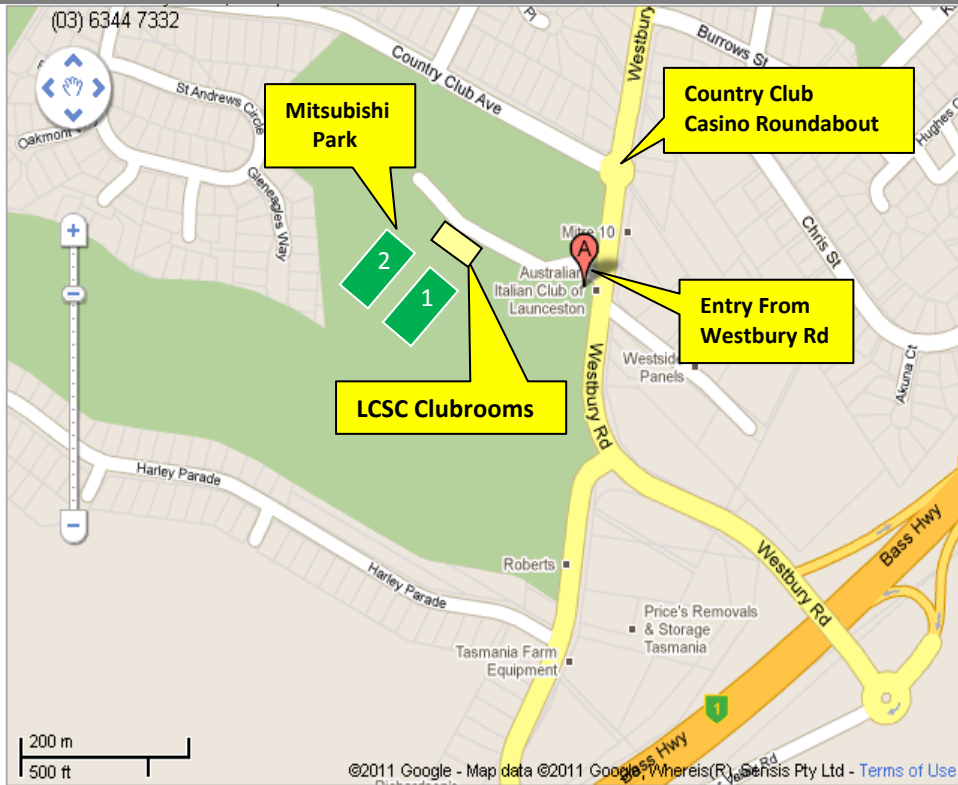 (03) 6344 7332
Westbury
Burrows St
Pl
Country Club Ave
St Andrews Circle
Mitsubishi
Park
Country Club
Casino Roundabout
Oakmont
Hughes
Gleneagles Way
Chris St
Mitre 10
2
A
Australian
Italian Club of
Launceston
1
Entry From
Westbury Rd
Westside
Panels
Westbury Rd
Akuna Ct
LCSC Clubrooms
Harley Parade
Bass Hwy
Roberts
Westbury Rd
Harley Parade
Price's Removals
& Storage
Tasmania
Tasmania Farm
Equipment
1
Bass Hwy
200 m
500 ft
Rd
©2011 Google - Map data ©2011 Google, Whereis(R), Sensis Pty Ltd - Terms of Use